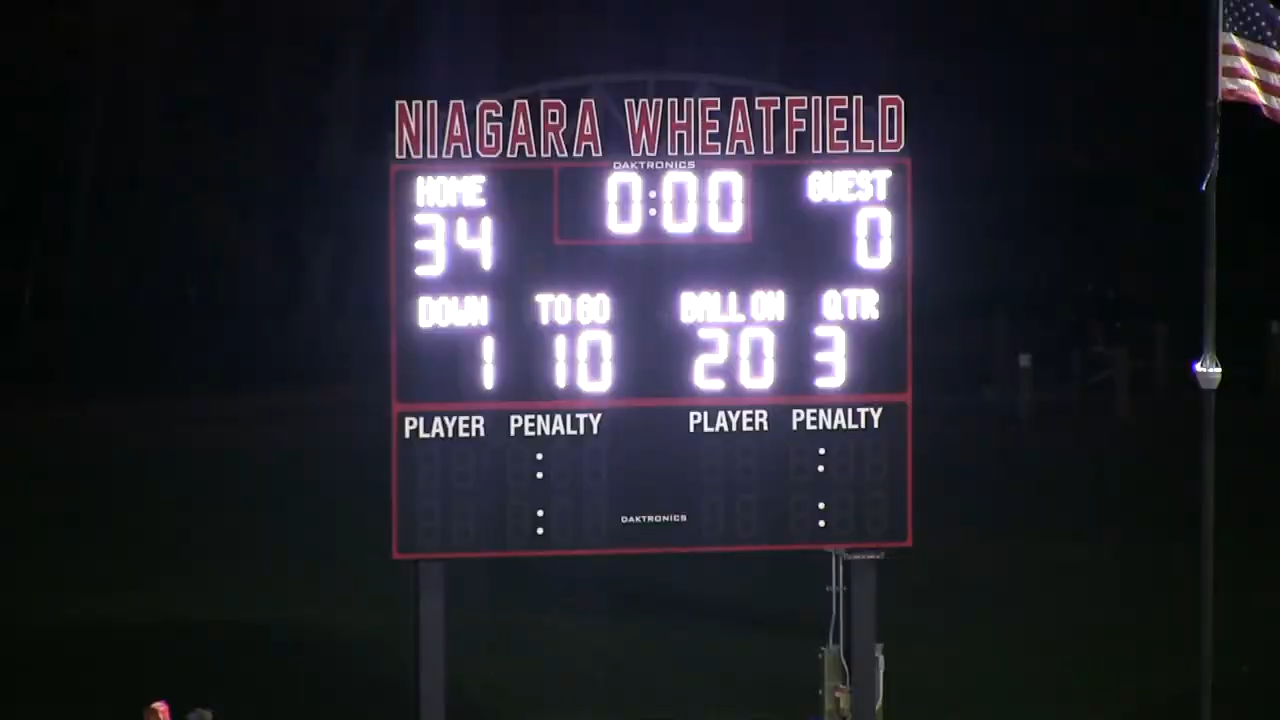 NIAGARA WHEATFIELD
DAKTRONICS
HOME 0:00 GUEST
34 0
DOWN TO GO BALL ON QTR
1 10 20 3
PLAYER PENALTY PLAYER PENALTY
: :
: :
DAKTRONICS